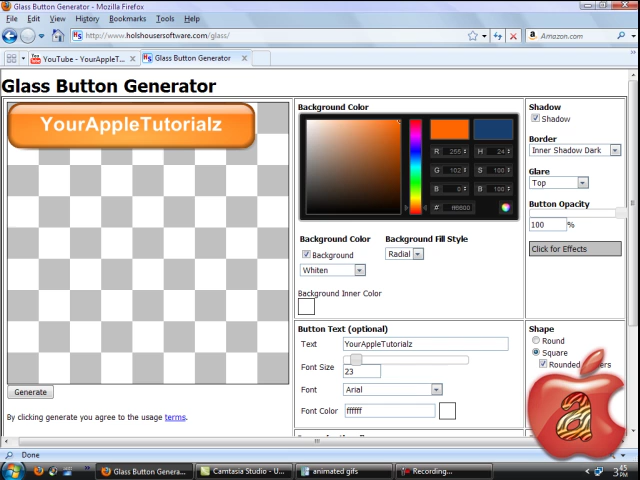 Glass Button Generator - Mozilla Firefox
File Edit View History Bookmarks Tools Help
http://www.holshousersoftware.com/glass/
Amazon.com
YouTube - YourAppleT...
Glass Button Generator
Glass Button Generator
YourAppleTutorialz
Generate
By clicking generate you agree to the usage terms.
Background Color
R 255 H 24
G 102 S 100
B 0 B 100
# ff6600
Background Color
Background Fill Style
Background
Radial
Whiten
Background Inner Color
Button Text (optional)
Text YourAppleTutorialz
Font Size
23
Font Arial
Font Color ffffff
Shadow
Shadow
Border
Inner Shadow Dark
Glare
Top
Button Opacity
100 %
Click for Effects
Shape
Round
Square
a
Done
Glass Button Genera...
Camtasia Studio - U...
animated gifs
Recording...
3:45 PM